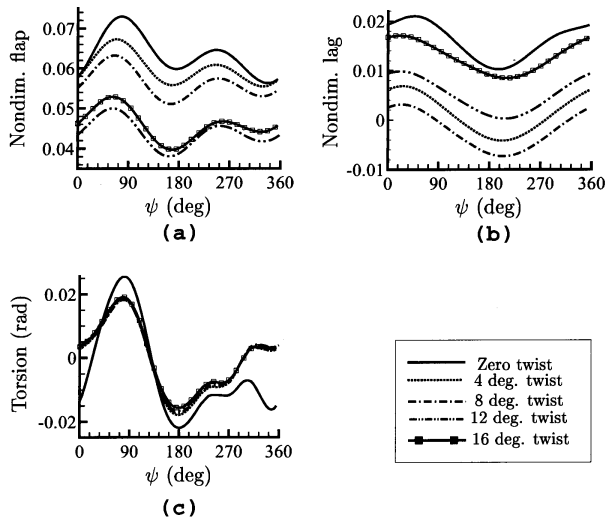 Nondim. flap
0.07
0.06
0.05
0.04
0 90 180 270 360
ψ (deg)
(a)
Nondim. lag
0.02
0.01
0
-0.01
0 90 180 270 360
ψ (deg)
(b)
Torsion (rad)
0.02
0
-0.02
0 90 180 270 360
ψ (deg)
(c)
Zero twist
4 deg. twist
8 deg. twist
12 deg. twist
16 deg. twist